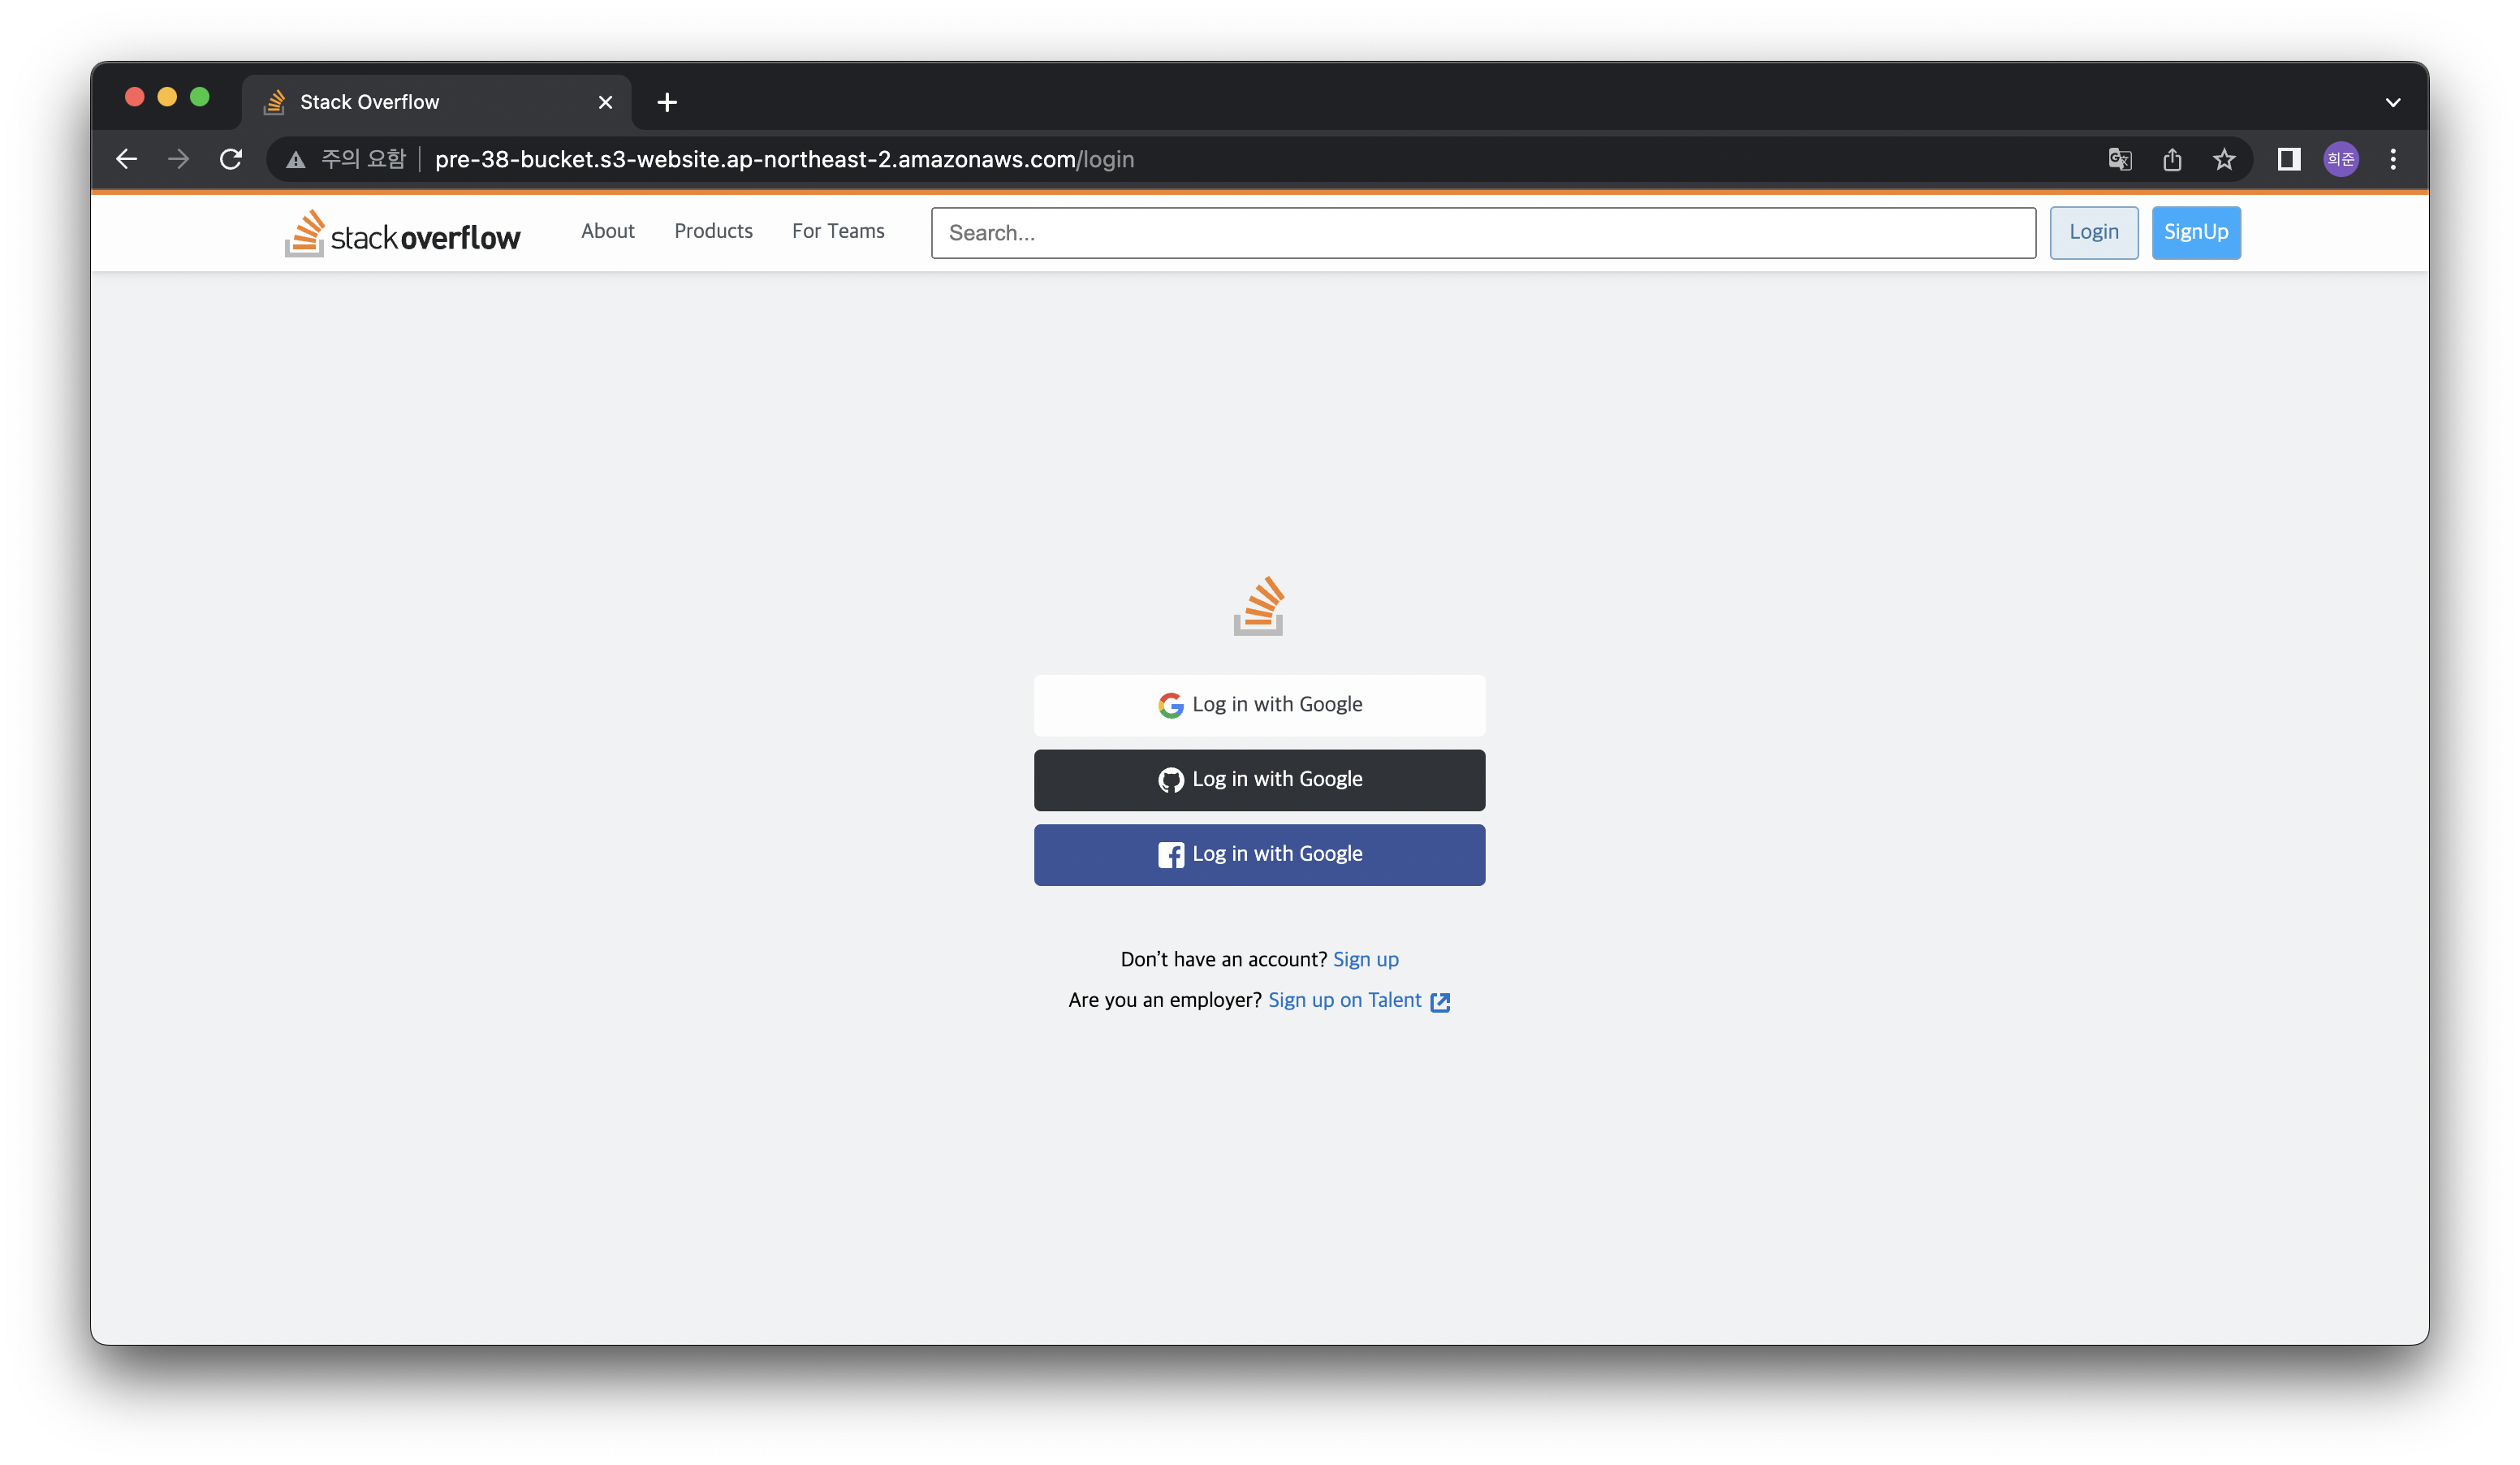 Stack Overflow
주의 요함 pre-38-bucket.s3-website.ap-northeast-2.amazonaws.com/login 희준
stackoverflow About Products For Teams Search... Login SignUp
Log in with Google
Log in with Google
Log in with Google
Don't have an account? Sign up
Are you an employer? Sign up on Talent